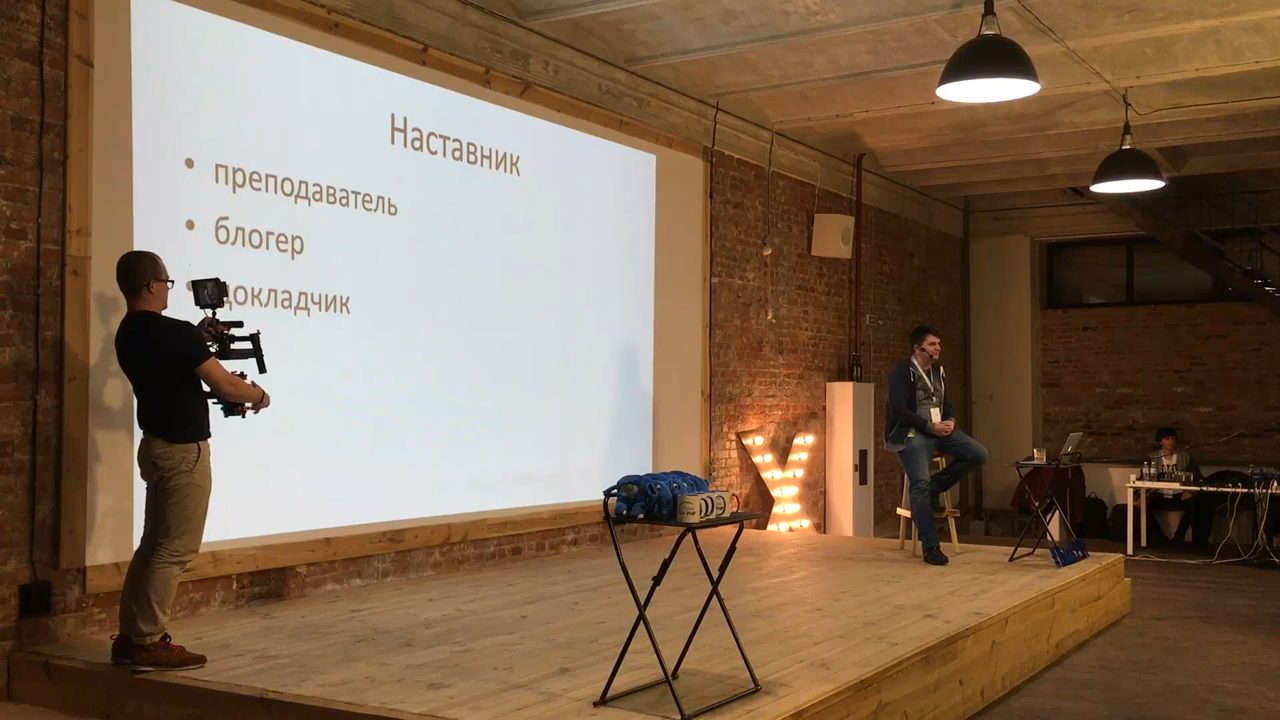 Наставник
• преподаватель
• блогер
• докладчик
Y